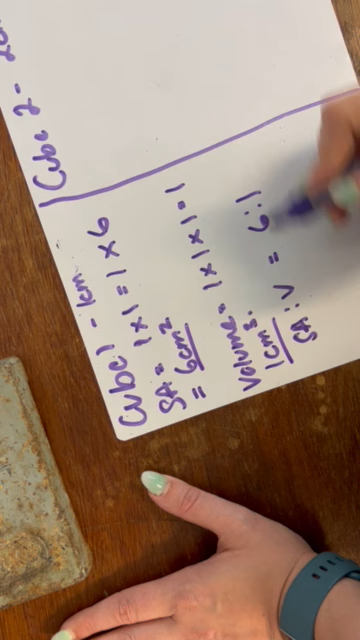 Cube 1 - 1cm
SA = 1 x 1 = 1 x 6
= 6cm2
Volume = 1 x 1 x 1 = 1
1cm3.
SA : V = 6:1
Cube 2 -